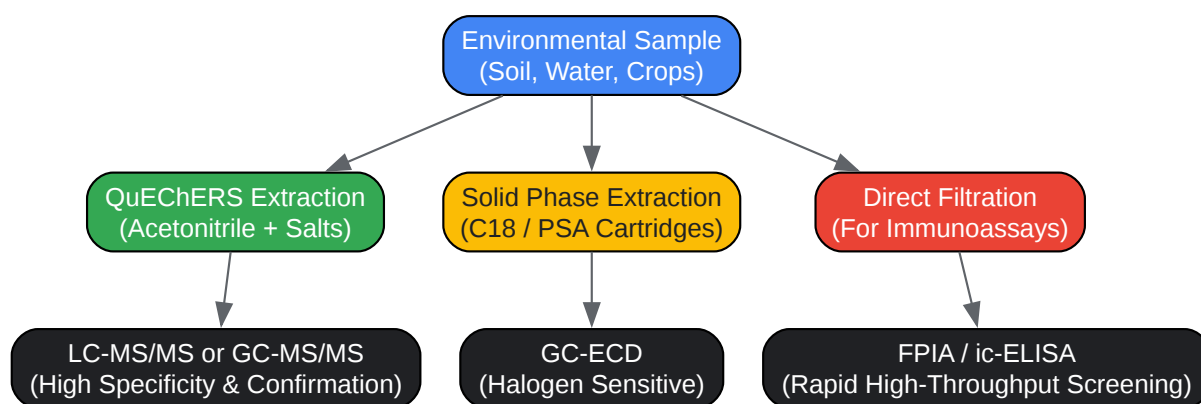 Environmental Sample
(Soil, Water, Crops)
QuEChERS Extraction
(Acetonitrile + Salts)
Solid Phase Extraction
(C18 / PSA Cartridges)
Direct Filtration
(For Immunoassays)
LC-MS/MS or GC-MS/MS
(High Specificity & Confirmation)
GC-ECD
(Halogen Sensitive)
FPIA / ic-ELISA
(Rapid High-Throughput Screening)